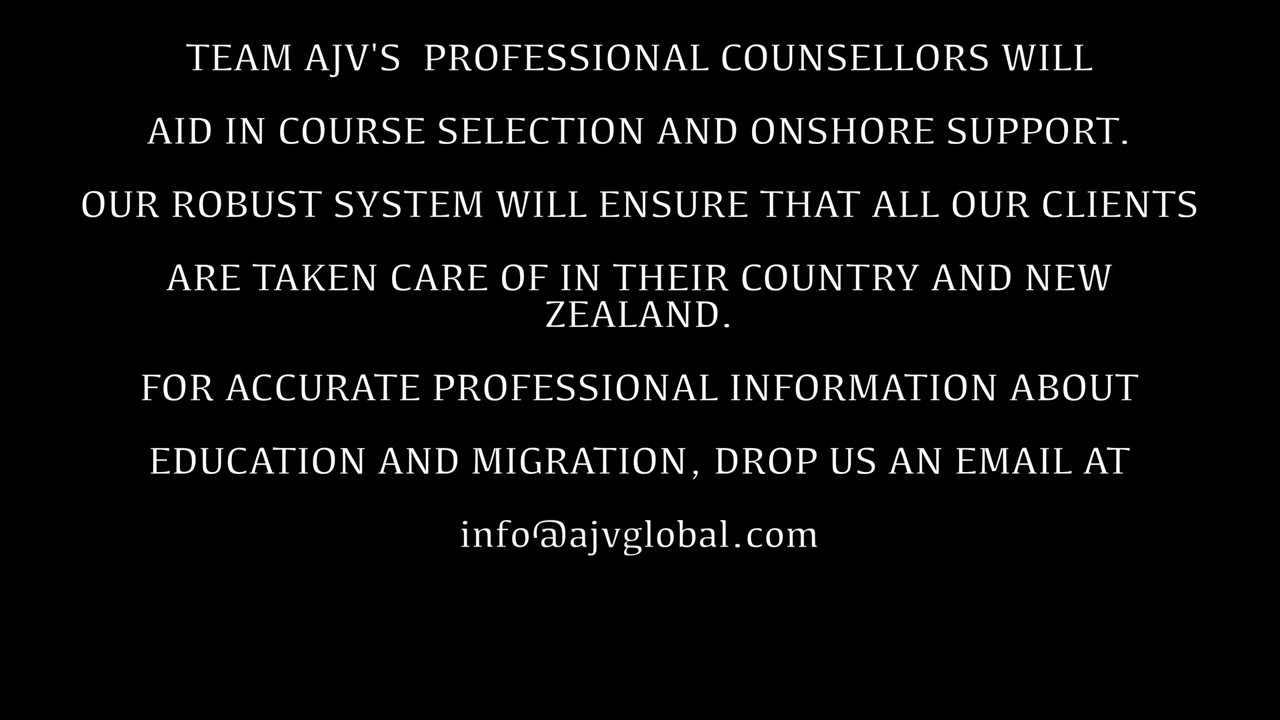 TEAM AJV'S  PROFESSIONAL COUNSELLORS WILL
AID IN COURSE SELECTION AND ONSHORE SUPPORT.
OUR ROBUST SYSTEM WILL ENSURE THAT ALL OUR CLIENTS
ARE TAKEN CARE OF IN THEIR COUNTRY AND NEW
ZEALAND.
FOR ACCURATE PROFESSIONAL INFORMATION ABOUT
EDUCATION AND MIGRATION, DROP US AN EMAIL AT
info@ajvglobal.com